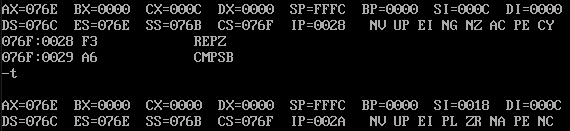 AX=076E BX=0000 CX=000C DX=0000 SP=FFFC BP=0000 SI=000C DI=0000
DS=076C ES=076E SS=076B CS=076F IP=0028 NV UP EI NG NZ AC PE CY
076F:0028 F3 REPZ
076F:0029 A6 CMPSB
-t
AX=076E BX=0000 CX=0000 DX=0000 SP=FFFC BP=0000 SI=0018 DI=000C
DS=076C ES=076E SS=076B CS=076F IP=002A NV UP EI PL ZR NA PE NC